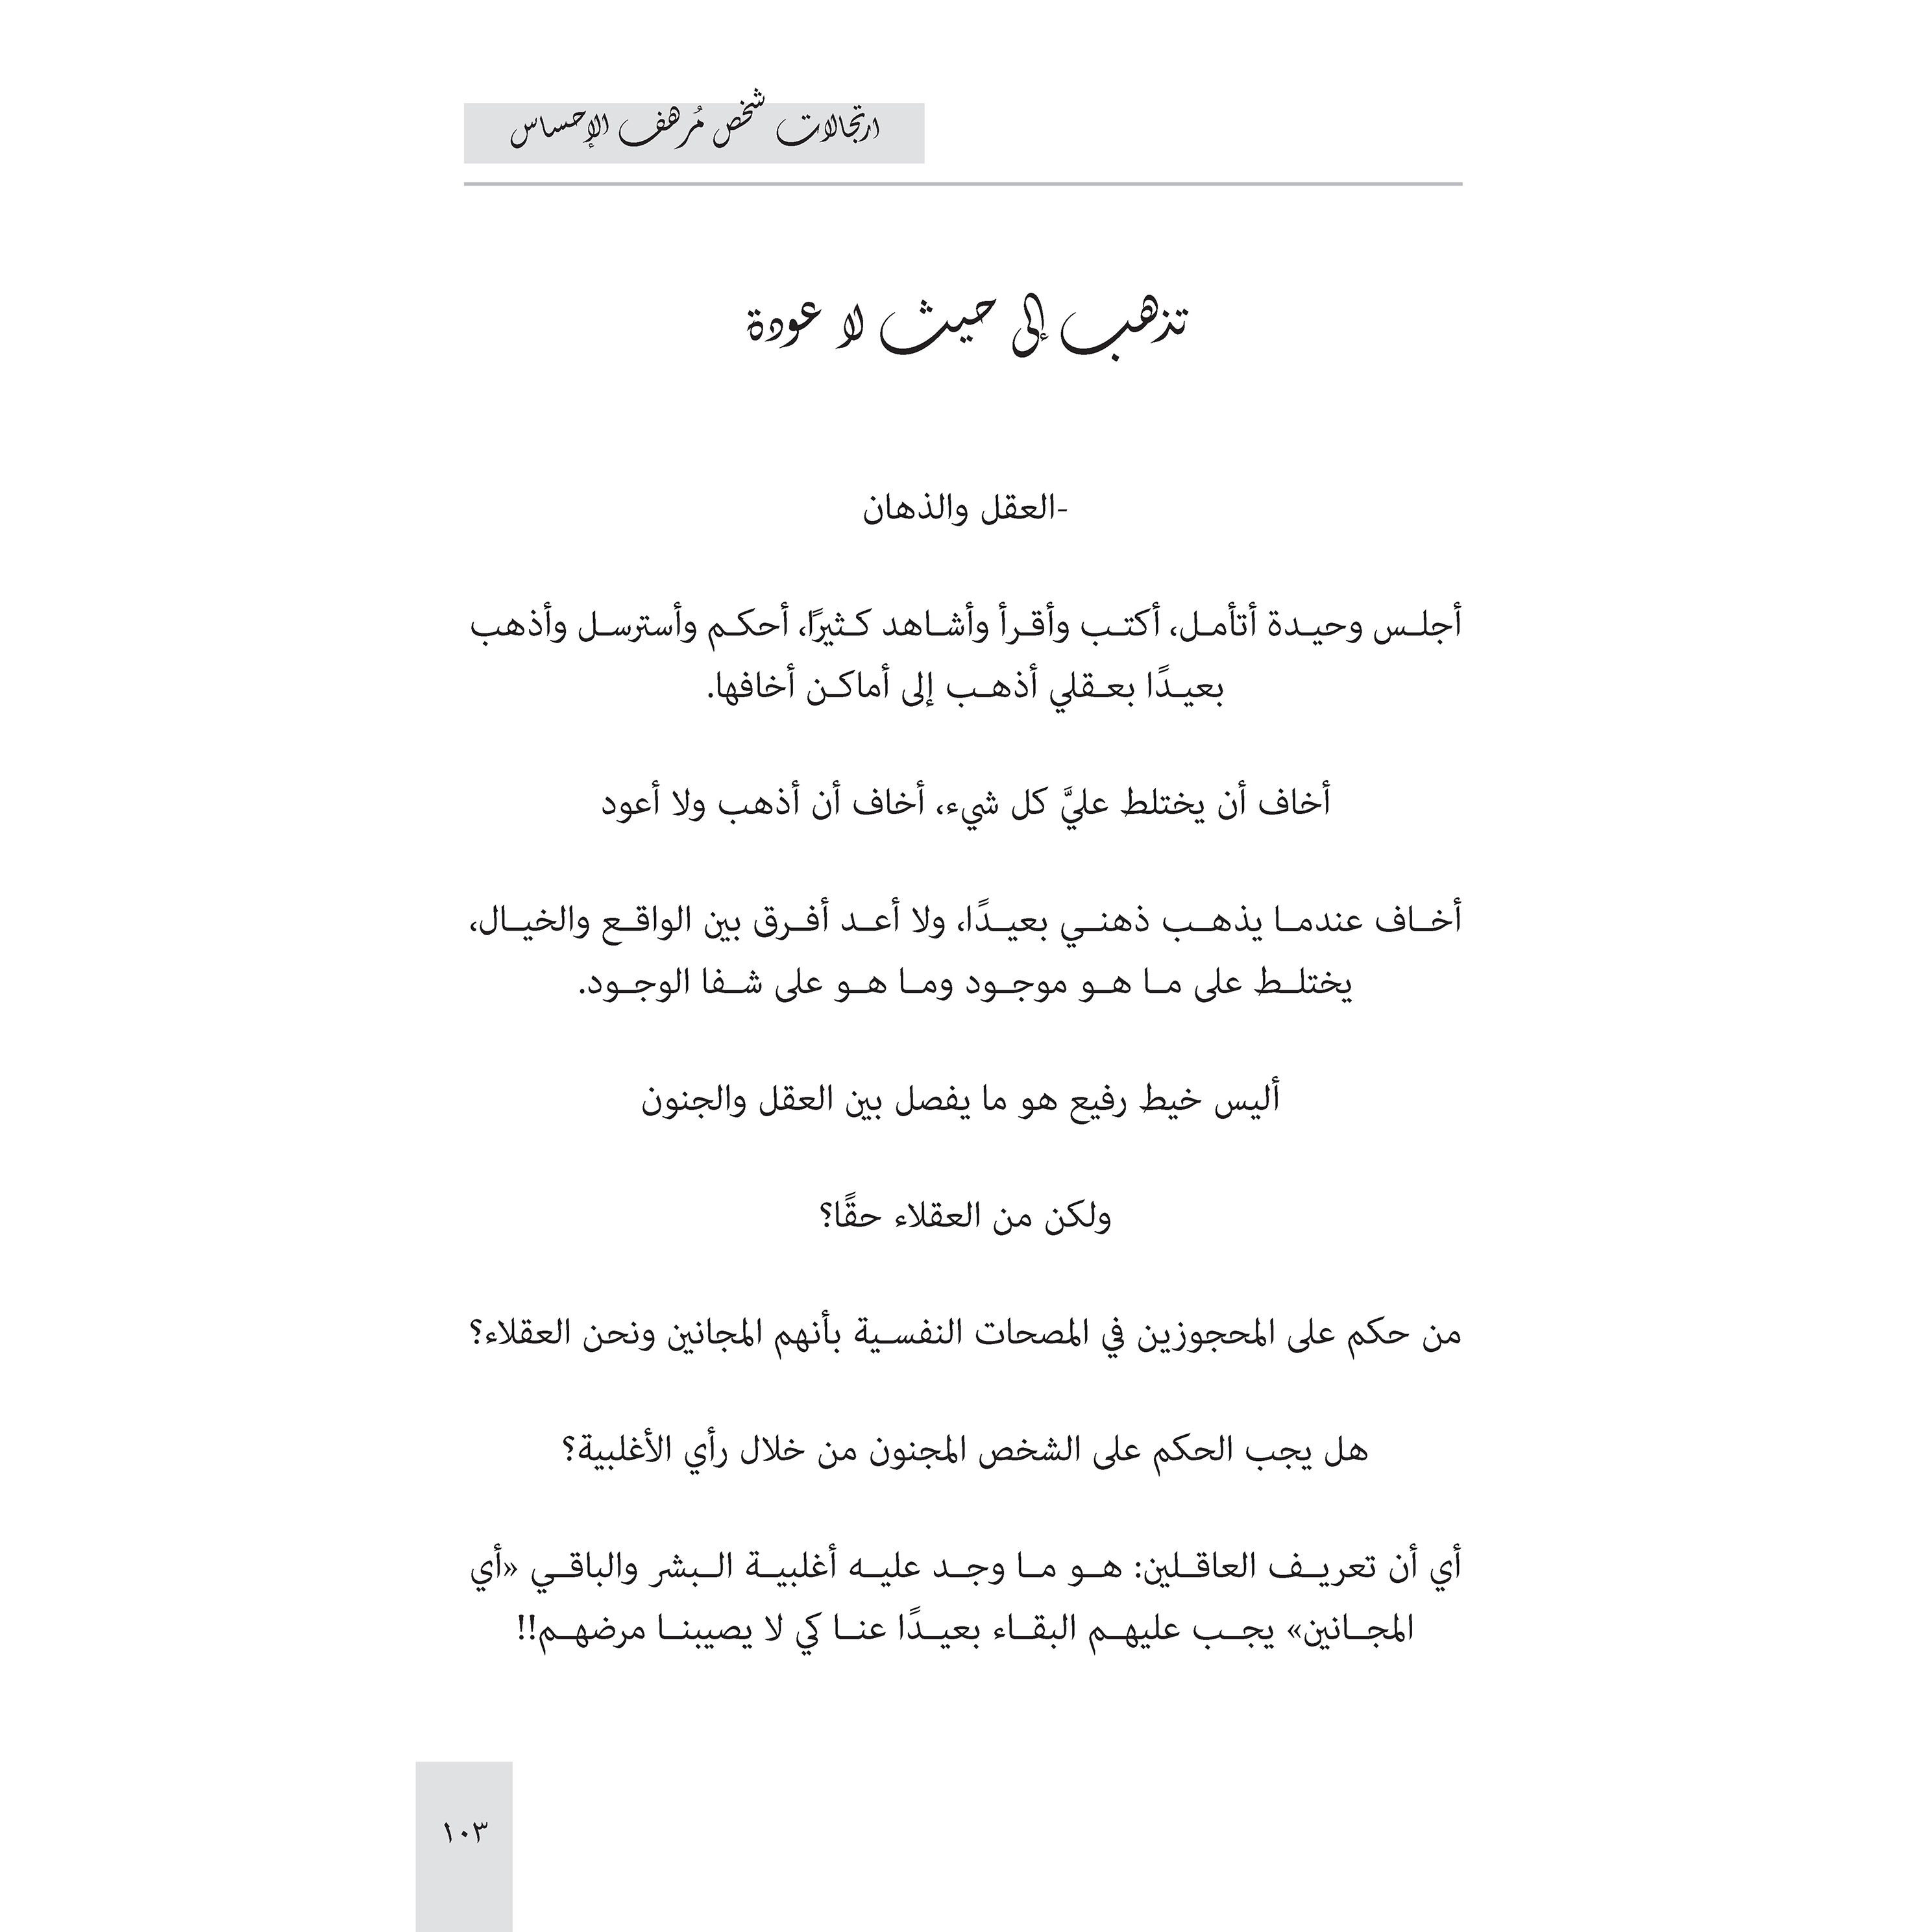 ارتجالات شخص مُرهف الإحساس
تذهب إلى حيث لا عودة
-العقل والذهان
أجلس وحيدة أتأمل، أكتب وأقرأ وأشاهد كثيرًا، أحكم وأسترسل وأذهب
بعيدًا بعقلي أذهب إلى أماكن أخافها.
أخاف أن يختلط عليَّ كل شيء، أخاف أن أذهب ولا أعود
أخاف عندما يذهب ذهني بعيدًا، ولا أعد أفرق بين الواقع والخيال،
يختلط على ما هو موجود وما هو على شفا الوجود.
أليس خيط رفيع هو ما يفصل بين العقل والجنون
ولكن من العقلاء حقًّا؟
من حكم على المحجوزين في المصحات النفسية بأنهم المجانين ونحن العقلاء؟
هل يجب الحكم على الشخص المجنون من خلال رأي الأغلبية؟
أي أن تعريف العاقلين: هو ما وجد عليه أغلبية البشر والباقي «أي
المجانين» يجب عليهم البقاء بعيدًا عنا كي لا يصيبنا مرضهم!!
١٠٣